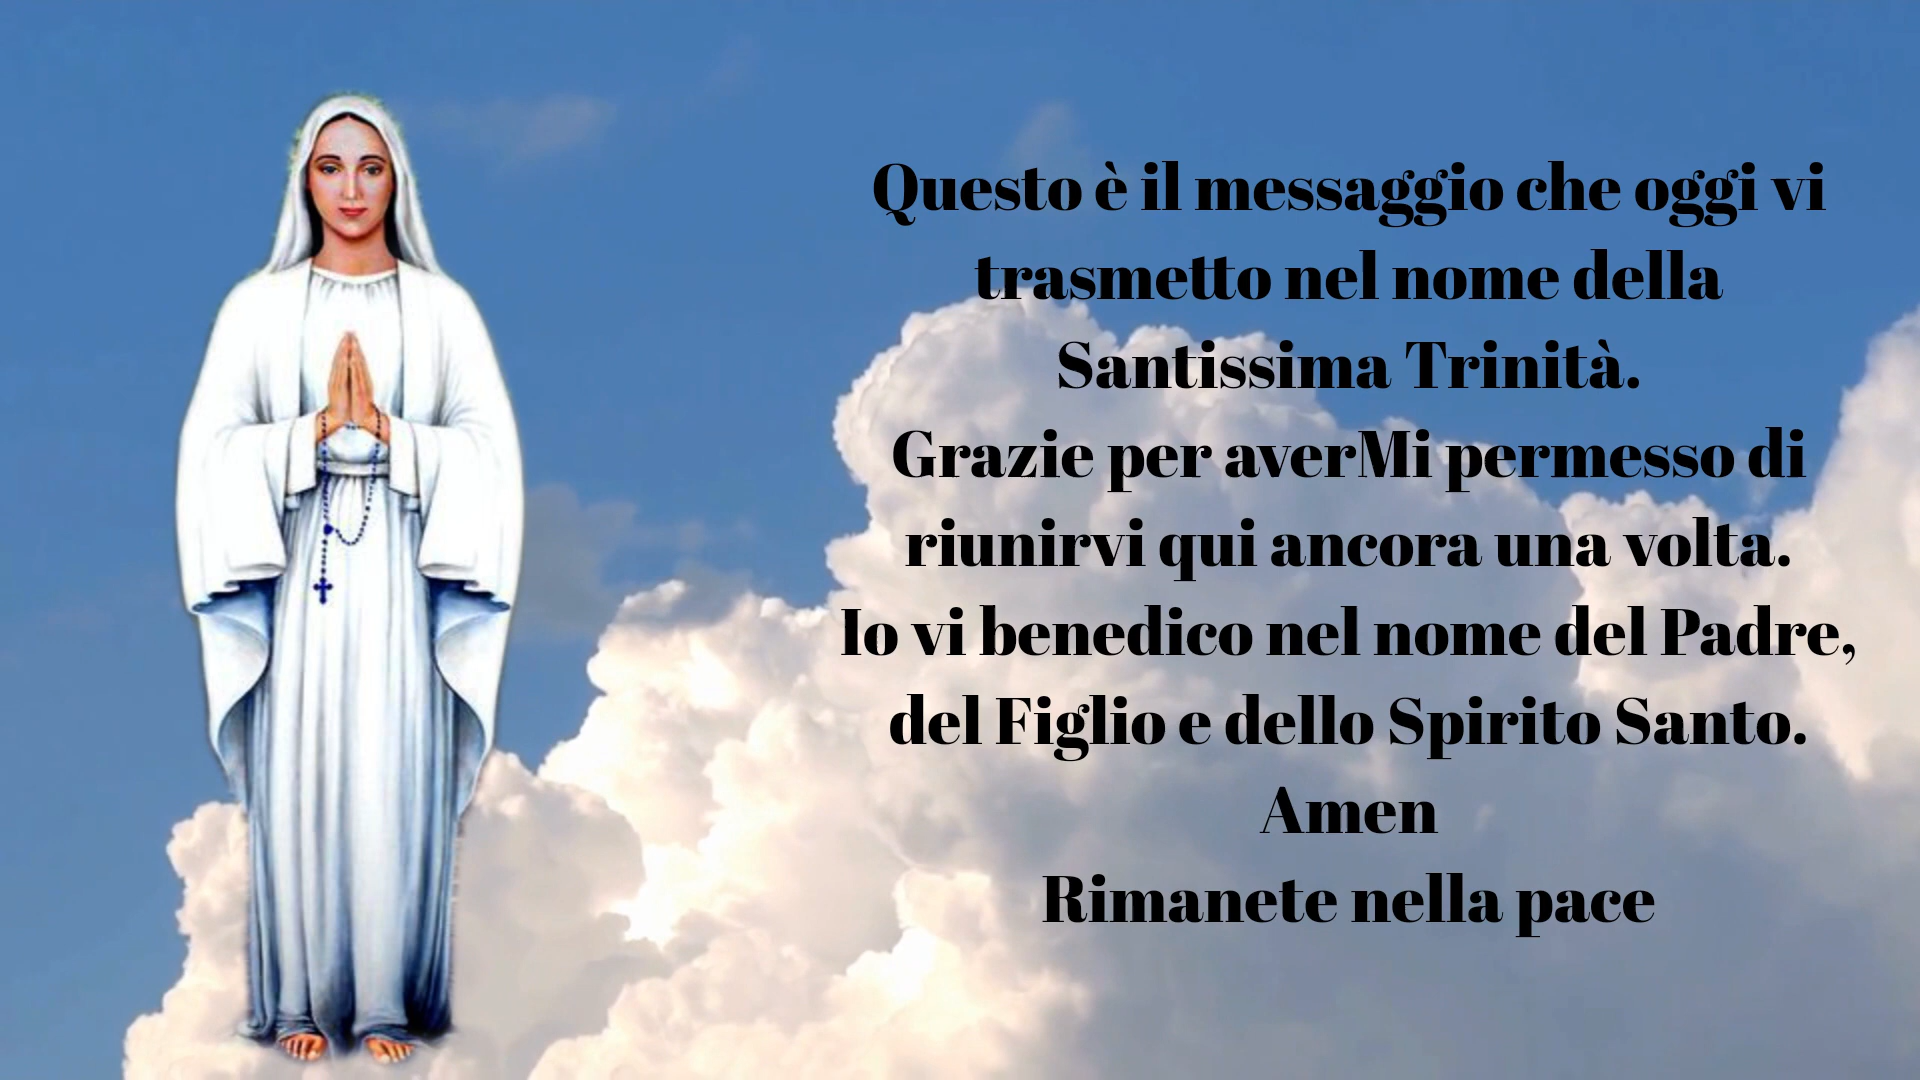 Questo è il messaggio che oggi vi
trasmetto nel nome della
Santissima Trinità.
Grazie per averMi permesso di
riunirvi qui ancora una volta.
Io vi benedico nel nome del Padre,
del Figlio e dello Spirito Santo.
Amen
Rimanete nella pace